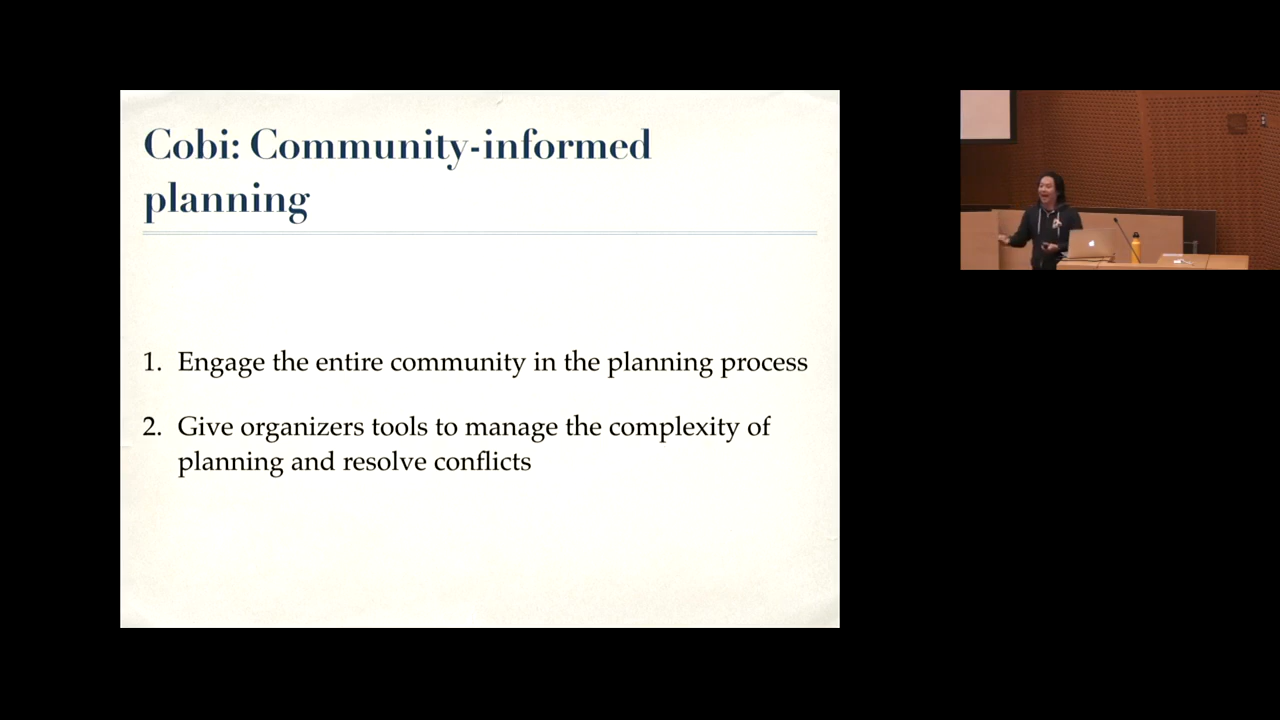 Cobi: Community-informed
planning
1. Engage the entire community in the planning process
2. Give organizers tools to manage the complexity of
planning and resolve conflicts